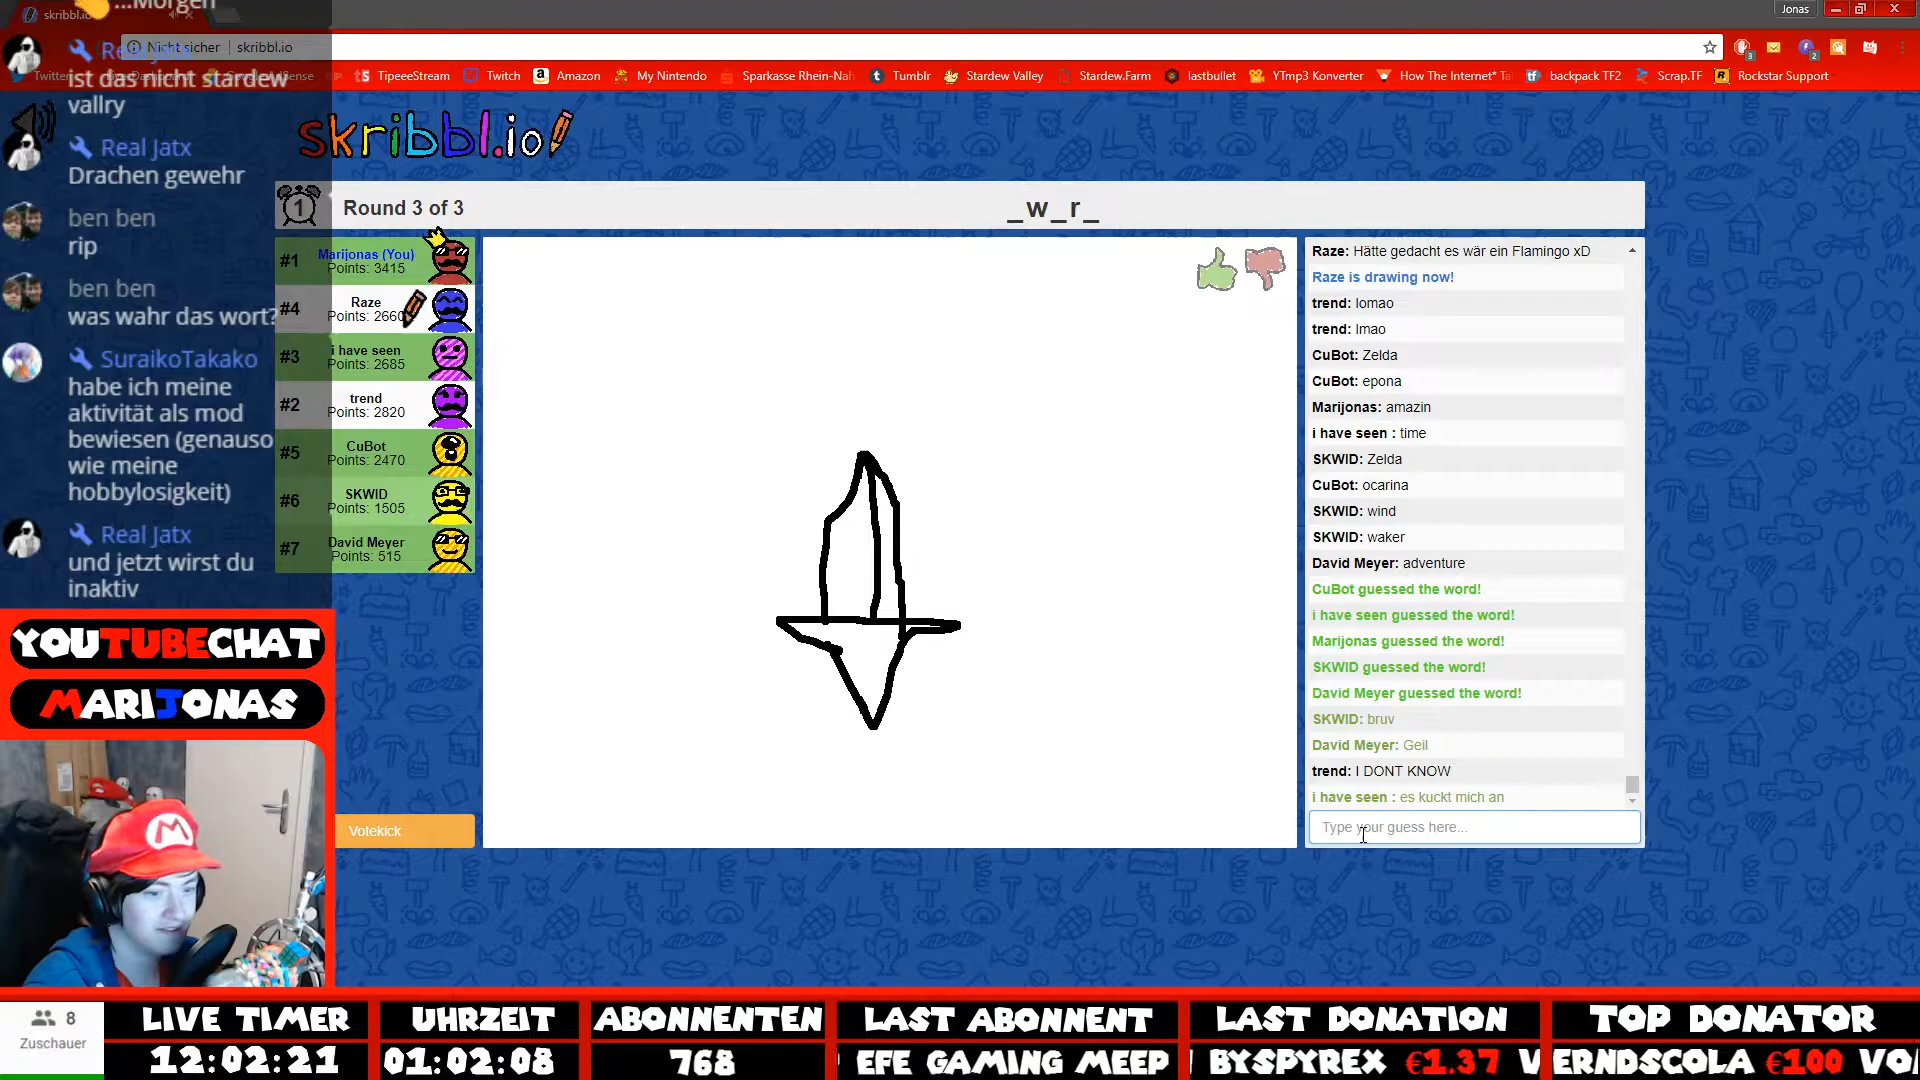 ...Morgen
skribbl.io
Jonas
Nicht sicher
skribbl.io
Twitter
TipeeeStream
Twitch
Amazon
My Nintendo
Sparkasse Rhein-Nah
Tumblr
Stardew Valley
Stardew.Farm
lastbullet
YTmp3 Konverter
How The Internet* Ta
backpack TF2
Scrap.TF
Rockstar Support
ist das nicht stardew
vallry
Real Jatx
Drachen gewehr
ben ben
rip
ben ben
was wahr das wort?
SuraikoTakako
habe ich meine
aktivität als mod
bewiesen (genauso
wie meine
hobbylosigkeit)
Real Jatx
und jetzt wirst du
inaktiv
YOUTUBECHAT
MARIJONAS
skribbl.io
1
Round 3 of 3
_w_r_
#1
Marijonas (You)
Points: 3415
#4
Raze
Points: 2660
#3
i have seen
Points: 2685
#2
trend
Points: 2820
#5
CuBot
Points: 2470
#6
SKWID
Points: 1505
#7
David Meyer
Points: 515
Votekick
Raze: Hätte gedacht es wär ein Flamingo xD
Raze is drawing now!
trend: lomao
trend: lmao
CuBot: Zelda
CuBot: epona
Marijonas: amazin
i have seen : time
SKWID: Zelda
CuBot: ocarina
SKWID: wind
SKWID: waker
David Meyer: adventure
CuBot guessed the word!
i have seen guessed the word!
Marijonas guessed the word!
SKWID guessed the word!
David Meyer guessed the word!
SKWID: bruv
David Meyer: Geil
trend: I DONT KNOW
i have seen : es kuckt mich an
Type your guess here...
8
Zuschauer
LIVE TIMER
12:02:21
UHRZEIT
01:02:08
ABONNENTEN
768
LAST ABONNENT
EFE GAMING MEEP
LAST DONATION
BYSPYREX €1.37 V
TOP DONATOR
ERNDSCOLA €100 VO